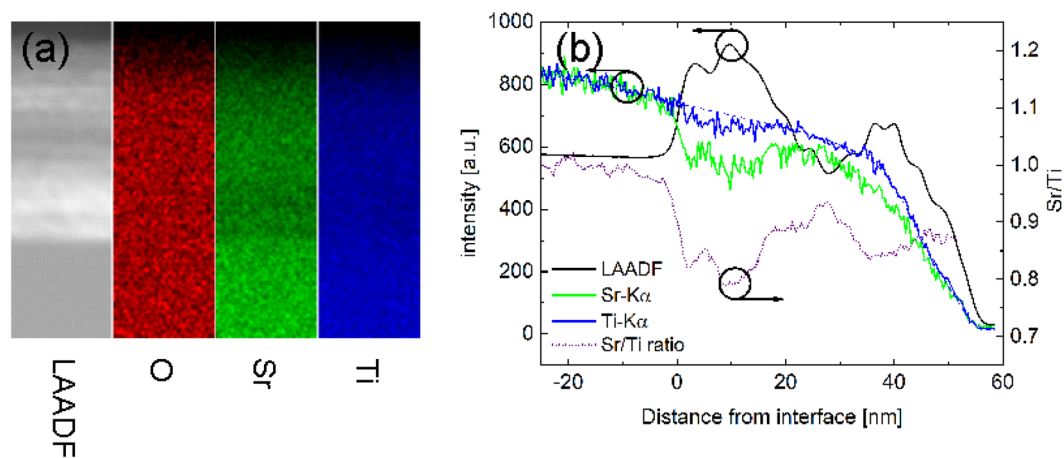 (a)
LAADF
O
Sr
Ti
(b)
1000
800
600
400
200
0
intensity [a.u.]
1.2
1.1
1.0
0.9
0.8
0.7
Sr/Ti
LAADF
Sr-Kα
Ti-Kα
Sr/Ti ratio
-20 0 20 40 60
Distance from interface [nm]